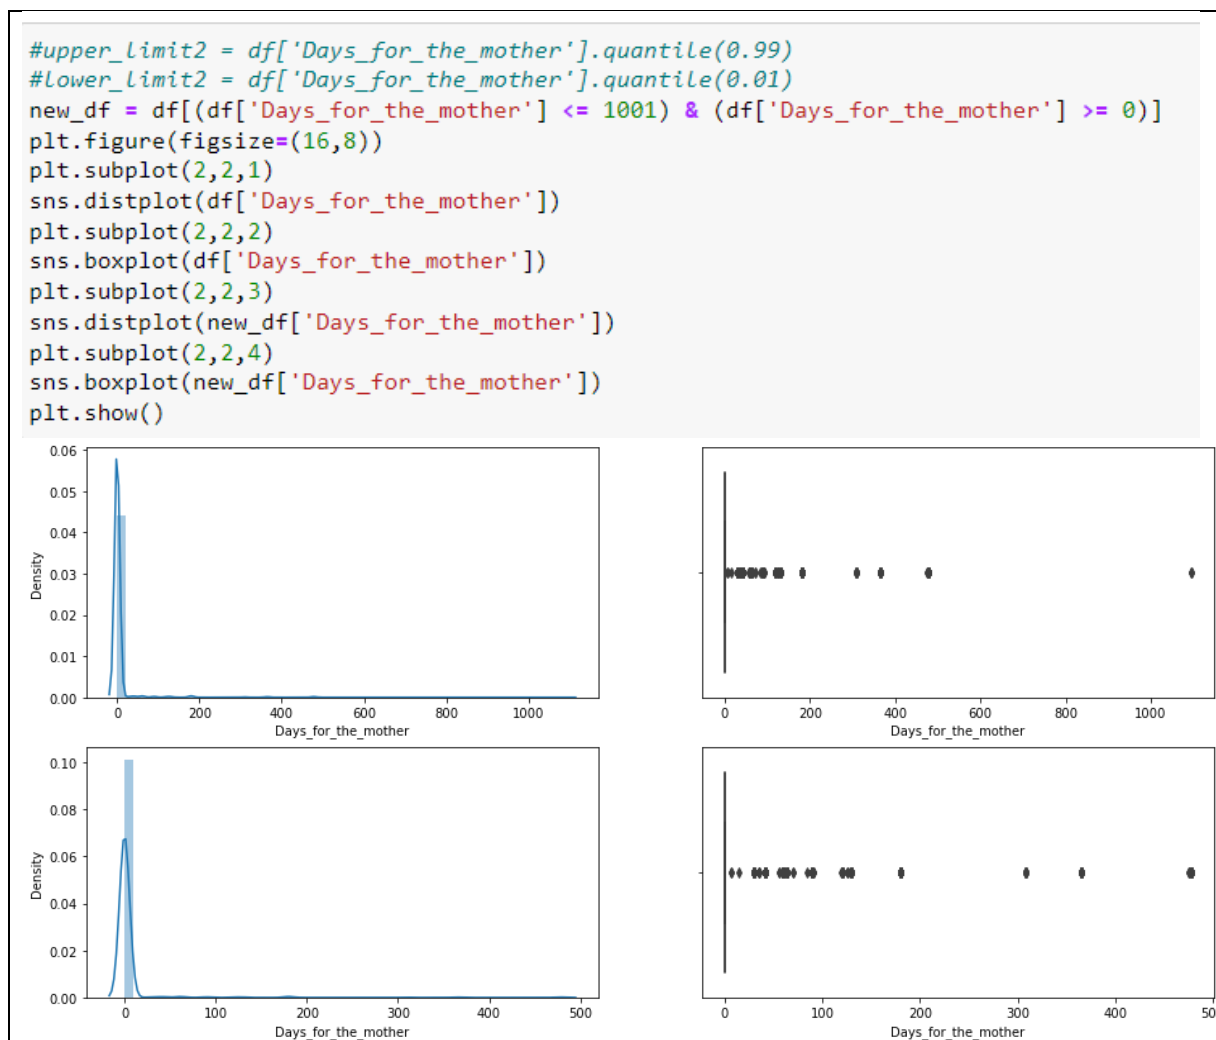 #upper_limit2 = df['Days_for_the_mother'].quantile(0.99)
#lower_limit2 = df['Days_for_the_mother'].quantile(0.01)
new_df = df[(df['Days_for_the_mother'] <= 1001) & (df['Days_for_the_mother'] >= 0)]
plt.figure(figsize=(16,8))
plt.subplot(2,2,1)
sns.distplot(df['Days_for_the_mother'])
plt.subplot(2,2,2)
sns.boxplot(df['Days_for_the_mother'])
plt.subplot(2,2,3)
sns.distplot(new_df['Days_for_the_mother'])
plt.subplot(2,2,4)
sns.boxplot(new_df['Days_for_the_mother'])
plt.show()
0.06
0.05
0.04
0.03
0.02
0.01
0.00
Density
0 200 400 600 800 1000
Days_for_the_mother
0 200 400 600 800 1000
Days_for_the_mother
0.10
0.08
0.06
0.04
0.02
0.00
Density
0 100 200 300 400 500
Days_for_the_mother
0 100 200 300 400 50
Days_for_the_mother